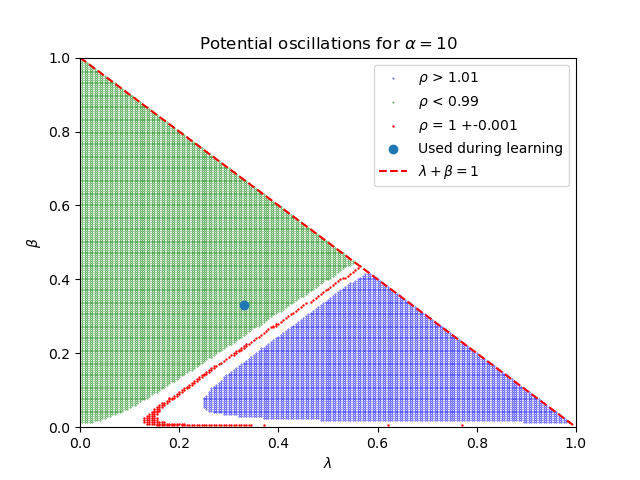 Potential oscillations for α = 10
1.0
0.8
0.6
0.4
0.2
0.0
β
ρ > 1.01
ρ < 0.99
ρ = 1 +-0.001
Used during learning
λ + β = 1
0.0 0.2 0.4 0.6 0.8 1.0
λ